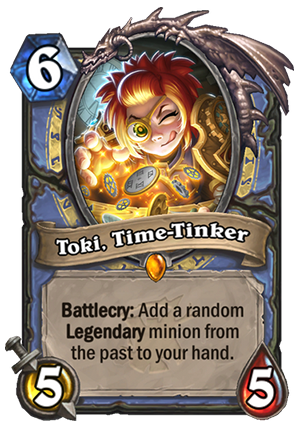 6
Toki, Time-Tinker
Battlecry: Add a random
Legendary minion from
the past to your hand.
5
5